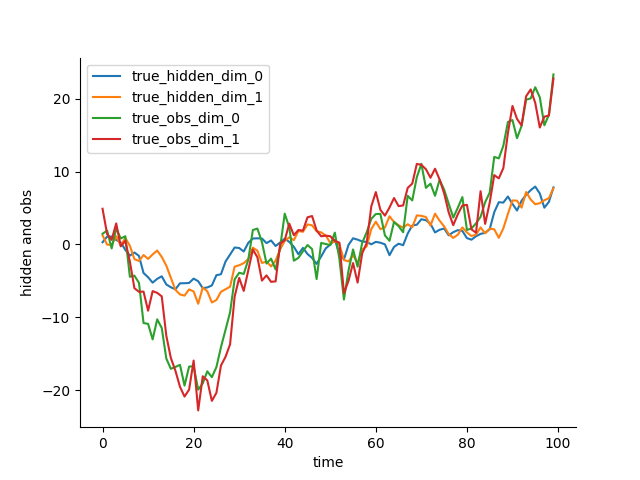 true_hidden_dim_0
true_hidden_dim_1
true_obs_dim_0
true_obs_dim_1
20
10
0
−10
−20
hidden and obs
0
20
40
60
80
100
time